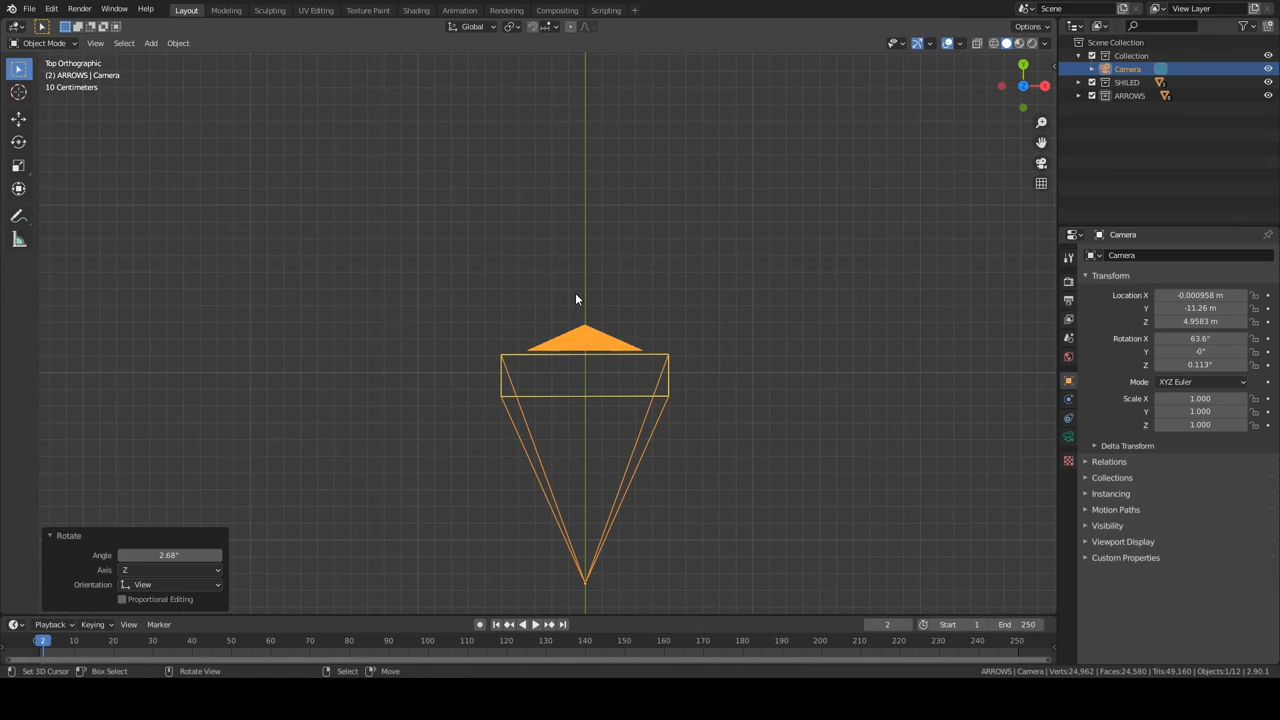 File Edit Render Window Help Layout Modeling Sculpting UV Editing Texture Paint Shading Animation Rendering Compositing Scripting + Scene View Layer
Global Options
Object Mode View Select Add Object
Top Orthographic
(2) ARROWS | Camera
10 Centimeters
Y
Z
X
Scene Collection
Collection
Camera
SHILED 3
ARROWS 8
Camera
Camera
Transform
Location X -0.000958 m
Y -11.26 m
Z 4.9583 m
Rotation X 63.6°
Y -0°
Z 0.113°
Mode XYZ Euler
Scale X 1.000
Y 1.000
Z 1.000
Delta Transform
Relations
Collections
Instancing
Motion Paths
Visibility
Viewport Display
Custom Properties
Rotate
Angle 2.68°
Axis Z
Orientation View
Proportional Editing
Playback Keying View Marker 2 Start 1 End 250
2 10 20 30 40 50 60 70 80 90 100 110 120 130 140 150 160 170 180 190 200 210 220 230 240 250
Set 3D Cursor Box Select Rotate View Select Move ARROWS | Camera | Verts:24,962 | Faces:24,580 | Tris:49,160 | Objects:1/12 | 2.90.1